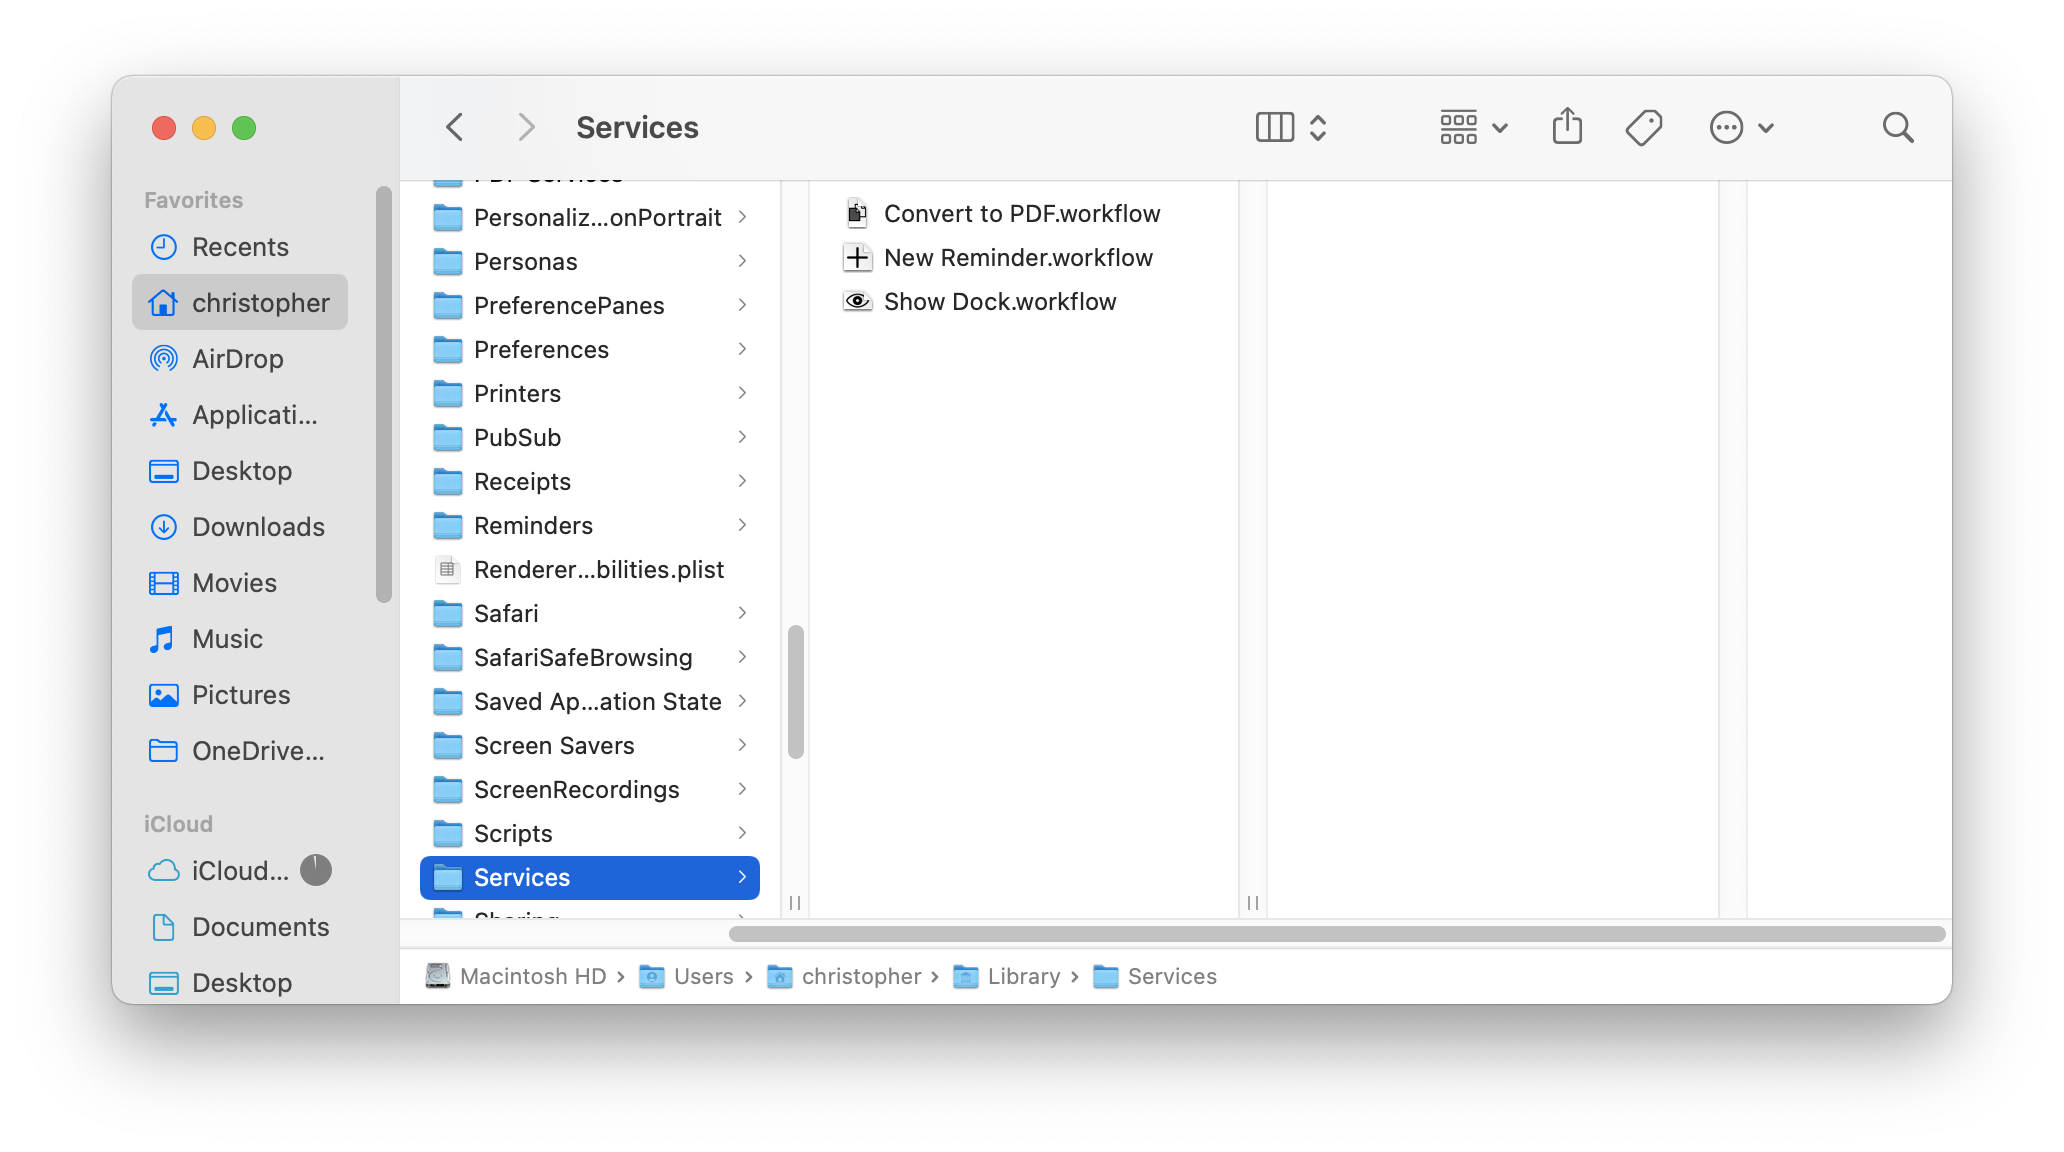 Services
Favorites
Recents
christopher
AirDrop
Applicati...
Desktop
Downloads
Movies
Music
Pictures
OneDrive...
iCloud
iCloud...
Documents
Desktop
Personaliz...onPortrait
Personas
PreferencePanes
Preferences
Printers
PubSub
Receipts
Reminders
Renderer...bilities.plist
Safari
SafariSafeBrowsing
Saved Ap...ation State
Screen Savers
ScreenRecordings
Scripts
Services
Convert to PDF.workflow
New Reminder.workflow
Show Dock.workflow
Macintosh HD › Users › christopher › Library › Services